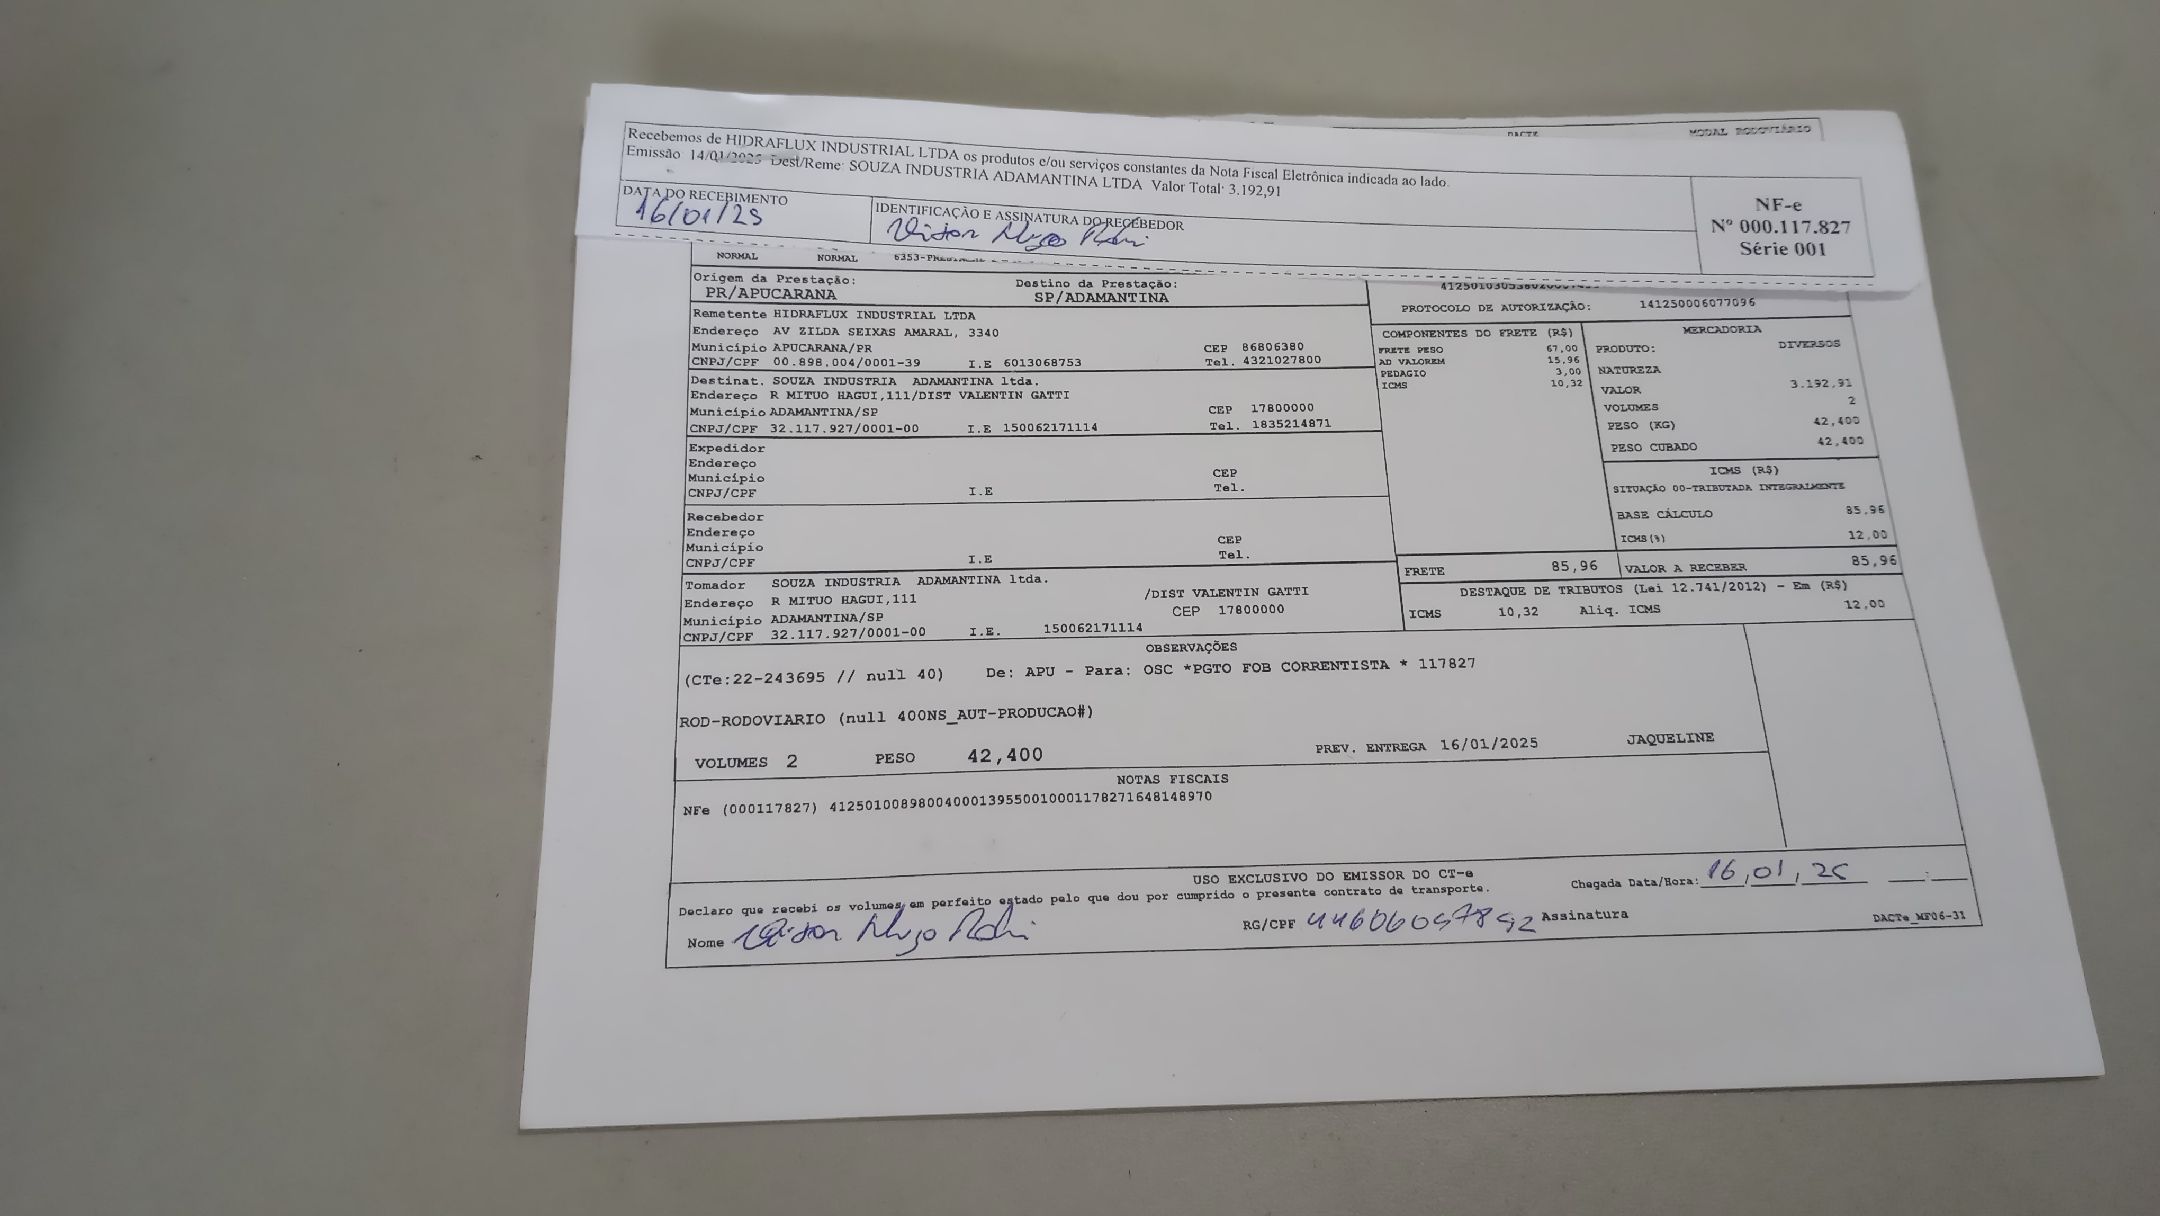 DACTE MODAL RODOVIÁRIO
Recebemos de HIDRAFLUX INDUSTRIAL LTDA os produtos e/ou serviços constantes da Nota Fiscal Eletrônica indicada ao lado.
Emissão 14/01/2025 Dest/Reme: SOUZA INDUSTRIA ADAMANTINA LTDA Valor Total: 3.192,91
DATA DO RECEBIMENTO
16/01/25
IDENTIFICAÇÃO E ASSINATURA DO RECEBEDOR
NF-e
Nº 000.117.827
Série 001
NORMAL NORMAL
Origem da Prestação:
PR/APUCARANA
Destino da Prestação:
SP/ADAMANTINA
PROTOCOLO DE AUTORIZAÇÃO: 141250006077096
Remetente HIDRAFLUX INDUSTRIAL LTDA
Endereço AV ZILDA SEIXAS AMARAL, 3340
Município APUCARANA/PR CEP 86806380
CNPJ/CPF 00.898.004/0001-39 I.E 6013068753 Tel. 4321027800
Destinat. SOUZA INDUSTRIA ADAMANTINA ltda.
Endereço R MITUO HAGUI,111/DIST VALENTIN GATTI
Município ADAMANTINA/SP CEP 17800000
CNPJ/CPF 32.117.927/0001-00 I.E 150062171114 Tel. 1835214871
Expedidor
Endereço
Município CEP
CNPJ/CPF I.E Tel.
Recebedor
Endereço
Município CEP
CNPJ/CPF I.E Tel.
Tomador SOUZA INDUSTRIA ADAMANTINA ltda.
Endereço R MITUO HAGUI,111 /DIST VALENTIN GATTI
Município ADAMANTINA/SP CEP 17800000
CNPJ/CPF 32.117.927/0001-00 I.E. 150062171114
COMPONENTES DO FRETE (R$)
FRETE PESO 67,00
AD VALOREM 15,96
PEDAGIO 3,00
ICMS 10,32
MERCADORIA
PRODUTO: DIVERSOS
NATUREZA
VALOR 3.192,91
VOLUMES 2
PESO (KG) 42,400
PESO CUBADO 42,400
ICMS (R$)
SITUAÇÃO 00-TRIBUTADA INTEGRALMENTE
BASE CÁLCULO 85,96
ICMS(%) 12,00
FRETE 85,96 VALOR A RECEBER 85,96
DESTAQUE DE TRIBUTOS (Lei 12.741/2012) - Em (R$)
ICMS 10,32 Aliq. ICMS 12,00
OBSERVAÇÕES
(CTe:22-243695 // null 40) De: APU - Para: OSC *PGTO FOB CORRENTISTA * 117827
ROD-RODOVIARIO (null 400NS_AUT-PRODUCAO#)
VOLUMES 2 PESO 42,400 PREV. ENTREGA 16/01/2025 JAQUELINE
NOTAS FISCAIS
NFe (000117827) 41250100898004000139550010001178271648148970
USO EXCLUSIVO DO EMISSOR DO CT-e
Declaro que recebi os volumes em perfeito estado pelo que dou por cumprido o presente contrato de transporte.
Chegada Data/Hora: 16,01,25 :
Nome RG/CPF Assinatura
DACTe_MF06-31